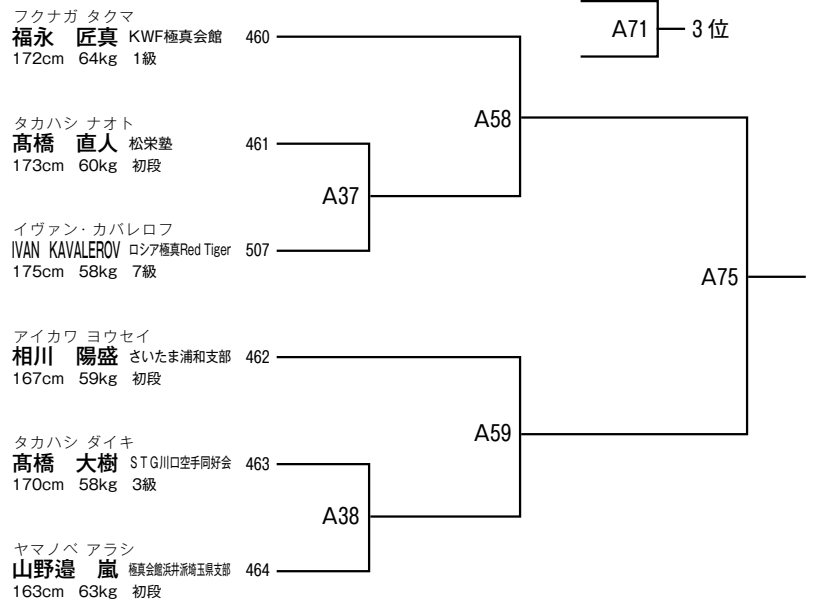 フクナガ タクマ
福永 匠真 KWF極真会館 460
172cm 64kg 1級
A71 3位
A58
タカハシ ナオト
髙橋 直人 松栄塾 461
173cm 60kg 初段
A37
イヴァン・カバレロフ
IVAN KAVALEROV ロシア極真Red Tiger 507
175cm 58kg 7級
A75
アイカワ ヨウセイ
相川 陽盛 さいたま浦和支部 462
167cm 59kg 初段
A59
タカハシ ダイキ
髙橋 大樹 STG川口空手同好会 463
170cm 58kg 3級
A38
ヤマノベ アラシ
山野邉 嵐 極真会館浜井派埼玉県支部 464
163cm 63kg 初段